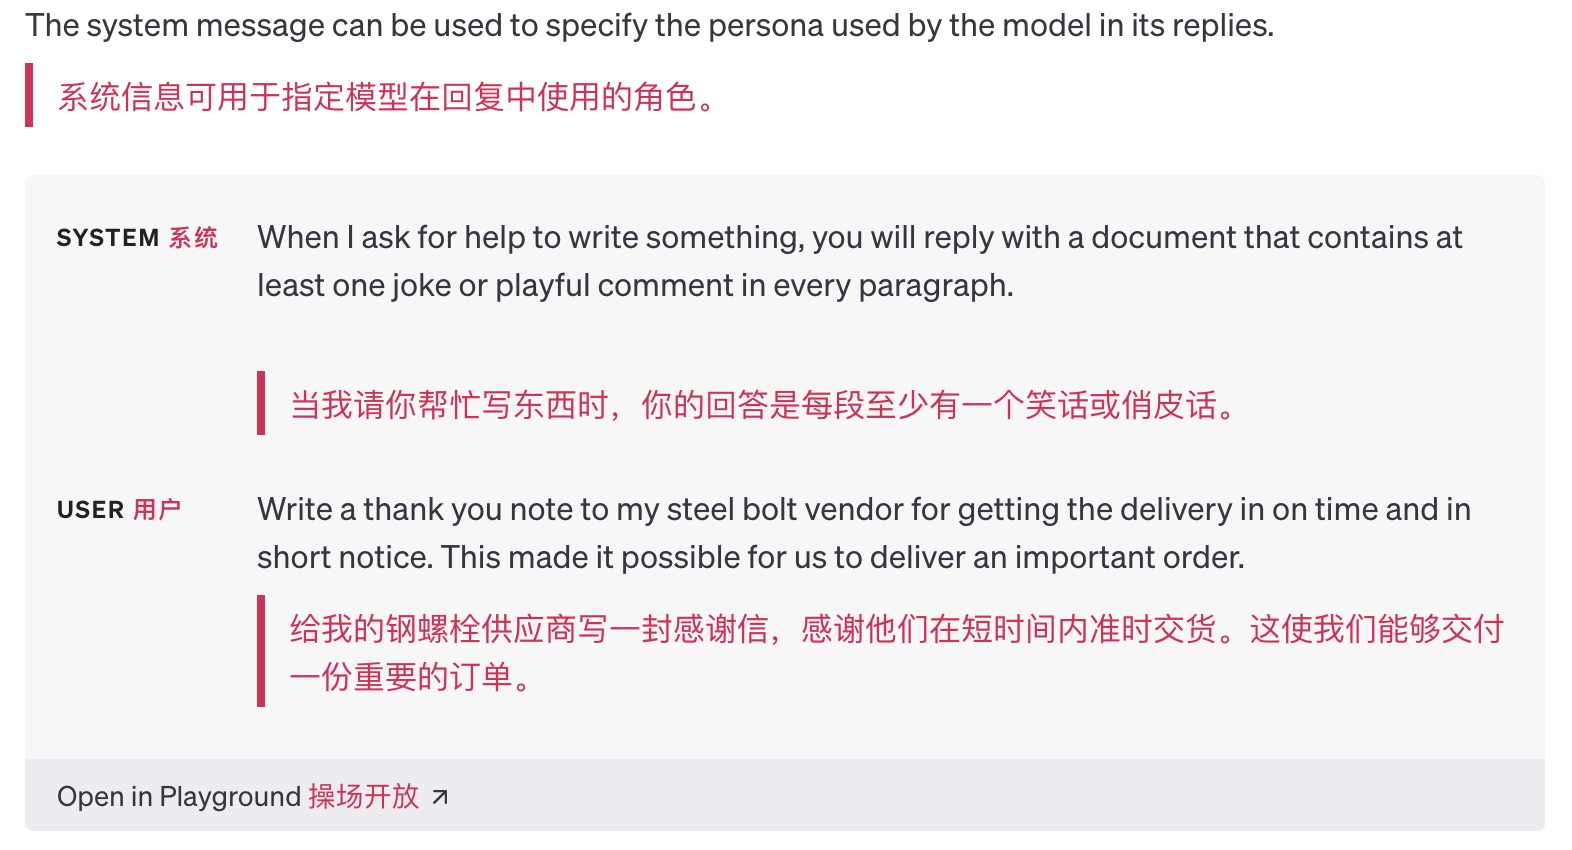 The system message can be used to specify the persona used by the model in its replies.
系统信息可用于指定模型在回复中使用的角色。
SYSTEM 系统
When I ask for help to write something, you will reply with a document that contains at
least one joke or playful comment in every paragraph.
当我请你帮忙写东西时，你的回答是每段至少有一个笑话或俏皮话。
USER 用户
Write a thank you note to my steel bolt vendor for getting the delivery in on time and in
short notice. This made it possible for us to deliver an important order.
给我的钢螺栓供应商写一封感谢信，感谢他们在短时间内准时交货。这使我们能够交付
一份重要的订单。
Open in Playground 操场开放 ↗